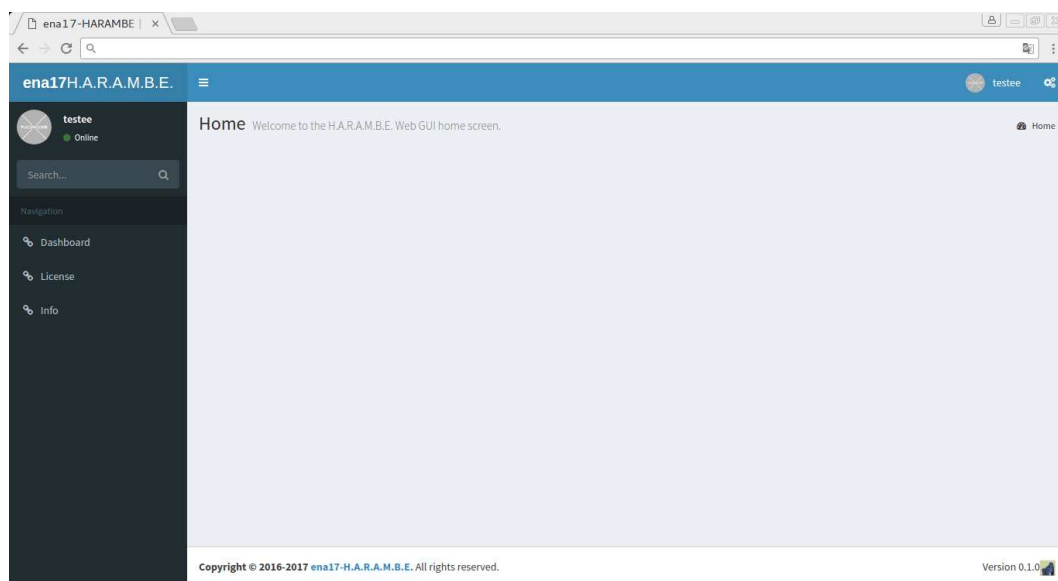 ena17-HARAMBE |
ena17H.A.R.A.M.B.E.
testee
testee
Online
Home Welcome to the H.A.R.A.M.B.E. Web GUI home screen.
Home
Search...
Navigation
Dashboard
License
Info
Copyright © 2016-2017 ena17-H.A.R.A.M.B.E. All rights reserved.
Version 0.1.0